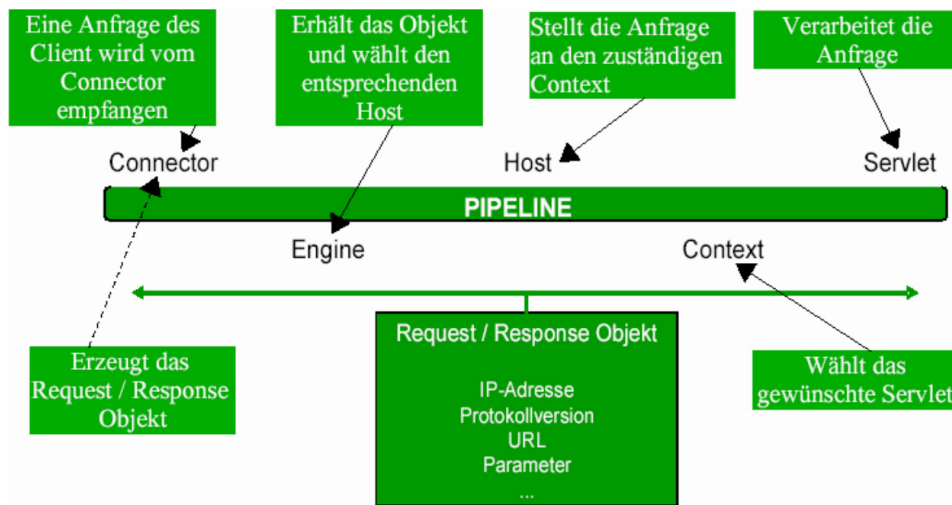 Eine Anfrage des
Client wird vom
Connector
empfangen
Erhält das Objekt
und wählt den
entsprechenden
Host
Stellt die Anfrage
an den zuständigen
Context
Verarbeitet die
Anfrage
Connector
Host
Servlet
PIPELINE
Engine
Context
Request / Response Objekt
IP-Adresse
Protokollversion
URL
Parameter
...
Erzeugt das
Request / Response
Objekt
Wählt das
gewünschte Servlet